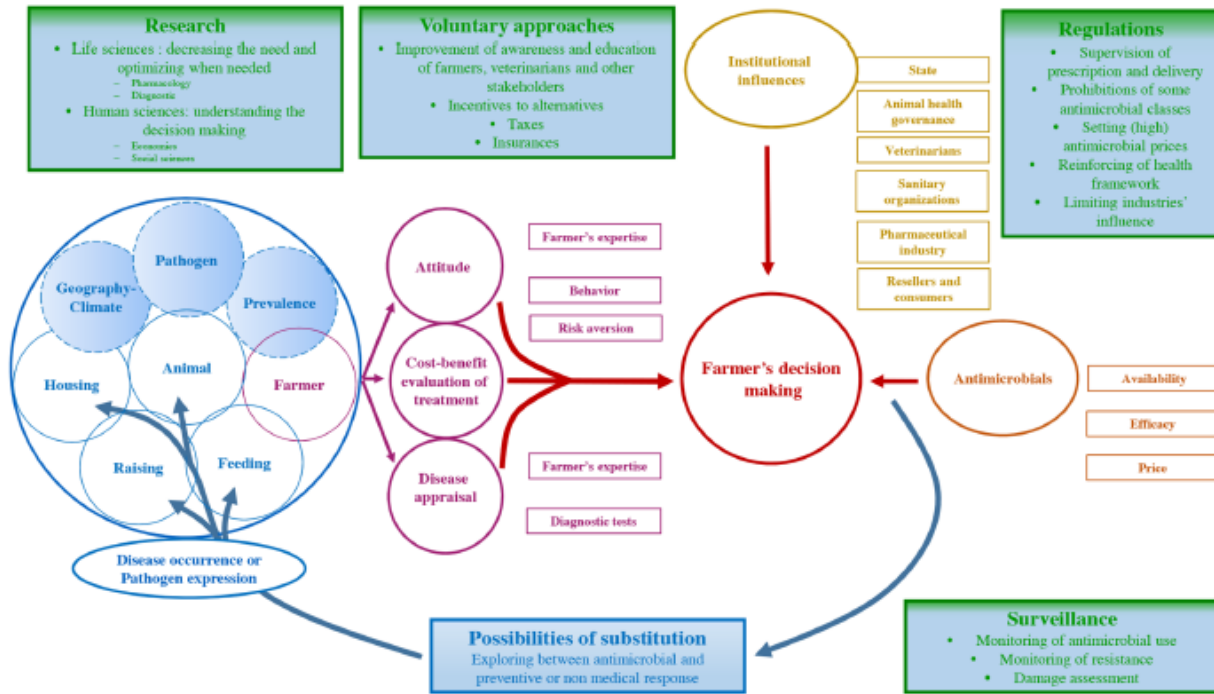 Research
• Life sciences : decreasing the need and
optimizing when needed
– Pharmacology
– Diagnostic
• Human sciences: understanding the
decision making
– Economics
– Social sciences
Voluntary approaches
• Improvement of awareness and education
of farmers, veterinarians and other
stakeholders
• Incentives to alternatives
• Taxes
• Insurances
Institutional
influences
State
Animal health
governance
Veterinarians
Sanitary
organizations
Pharmaceutical
industry
Resellers and
consumers
Regulations
• Supervision of
prescription and delivery
• Prohibitions of some
antimicrobial classes
• Setting (high)
antimicrobial prices
• Reinforcing of health
framework
• Limiting industries'
influence
Pathogen
Geography-
Climate
Prevalence
Housing
Animal
Farmer
Raising
Feeding
Disease occurrence or
Pathogen expression
Attitude
Cost-benefit
evaluation of
treatment
Disease
appraisal
Farmer's expertise
Behavior
Risk aversion
Farmer's expertise
Diagnostic tests
Farmer's decision
making
Antimicrobials
Availability
Efficacy
Price
Possibilities of substitution
Exploring between antimicrobial and
preventive or non medical response
Surveillance
• Monitoring of antimicrobial use
• Monitoring of resistance
• Damage assessment